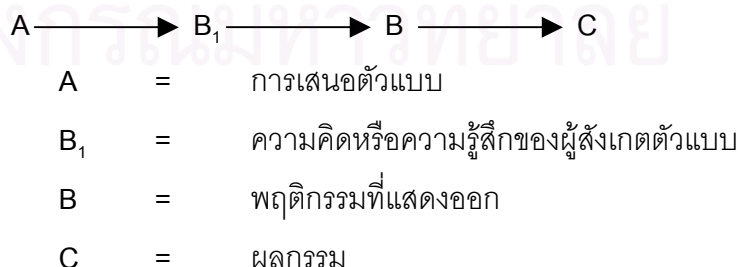 A → B₁ → B → C
A = การเสนอตัวแบบ
B₁ = ความคิดหรือความรู้สึกของผู้สังเกตตัวแบบ
B = พฤติกรรมที่แสดงออก
C = ผลกรรม